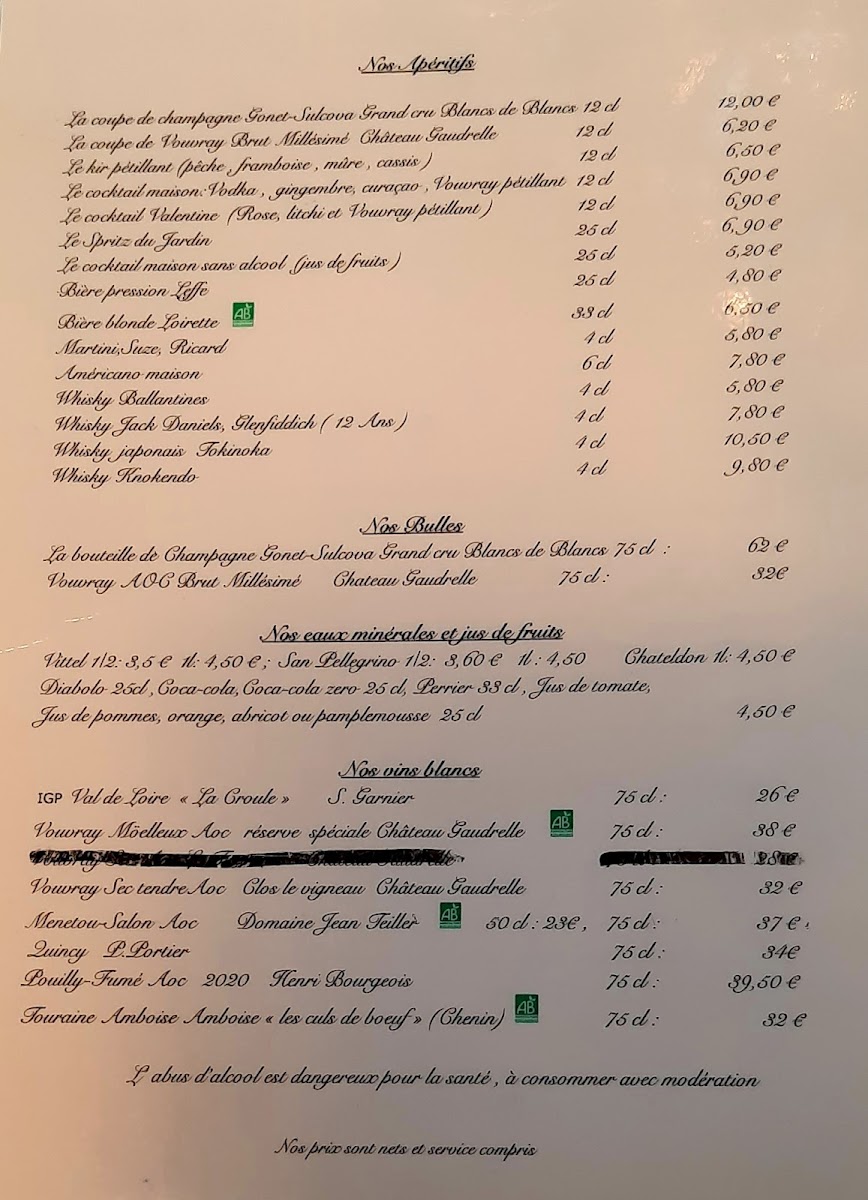 Nos Apéritifs
La coupe de champagne Gonet-Sulcova Grand cru Blancs de Blancs 12 cl 12,00 €
La coupe de Vouvray Brut Millésimé Château Gaudrelle 12 cl 6,20 €
Le kir pétillant (pêche, framboise, mûre, cassis) 12 cl 6,50 €
Le cocktail maison: Vodka, gingembre, curaçao, Vouvray pétillant 12 cl 6,90 €
Le cocktail Valentine (Rose, litchi et Vouvray pétillant) 12 cl 6,90 €
Le Spritz du Jardin 25 cl 6,90 €
Le cocktail maison sans alcool (jus de fruits) 25 cl 5,20 €
Bière pression Leffe 25 cl 4,80 €
Bière blonde Loirette AB 33 cl 6,50 €
Martini, Suze, Ricard 4 cl 5,80 €
Américano maison 6 cl 7,80 €
Whisky Ballantines 4 cl 5,80 €
Whisky Jack Daniels, Glenfiddich ( 12 Ans ) 4 cl 7,80 €
Whisky japonais Tokinoka 4 cl 10,50 €
Whisky Knokendo 4 cl 9,80 €
Nos Bulles
La bouteille de Champagne Gonet-Sulcova Grand cru Blancs de Blancs 75 cl : 62 €
Vouvray AOC Brut Millésimé Chateau Gaudrelle 75 cl : 32€
Nos eaux minérales et jus de fruits
Vittel 1/2: 3,5 € 1l: 4,50 € ; San Pellegrino 1/2: 3,60 € 1l : 4,50 Chateldon 1l: 4,50 €
Diabolo 25cl, Coca-cola, Coca-cola zero 25 cl, Perrier 33 cl, Jus de tomate,
Jus de pommes, orange, abricot ou pamplemousse 25 cl 4,50 €
Nos vins blancs
IGP Val de Loire « La Croule » S. Garnier 75 cl : 26 €
Vouvray Möelleux Aoc réserve spéciale Château Gaudrelle AB 75 cl : 38 €
Vouvray Sec tendre Aoc Clos le vigneau Château Gaudrelle 75 cl : 32 €
Menetou-Salon Aoc Domaine Jean Teiller AB 50 cl : 23€, 75 cl : 37 €
Quincy P.Portier 75 cl : 34€
Pouilly-Fumé Aoc 2020 Henri Bourgeois 75 cl : 39,50 €
Touraine Amboise Amboise « les culs de boeuf » (Chenin) AB 75 cl : 32 €
L'abus d'alcool est dangereux pour la santé, à consommer avec modération
Nos prix sont nets et service compris